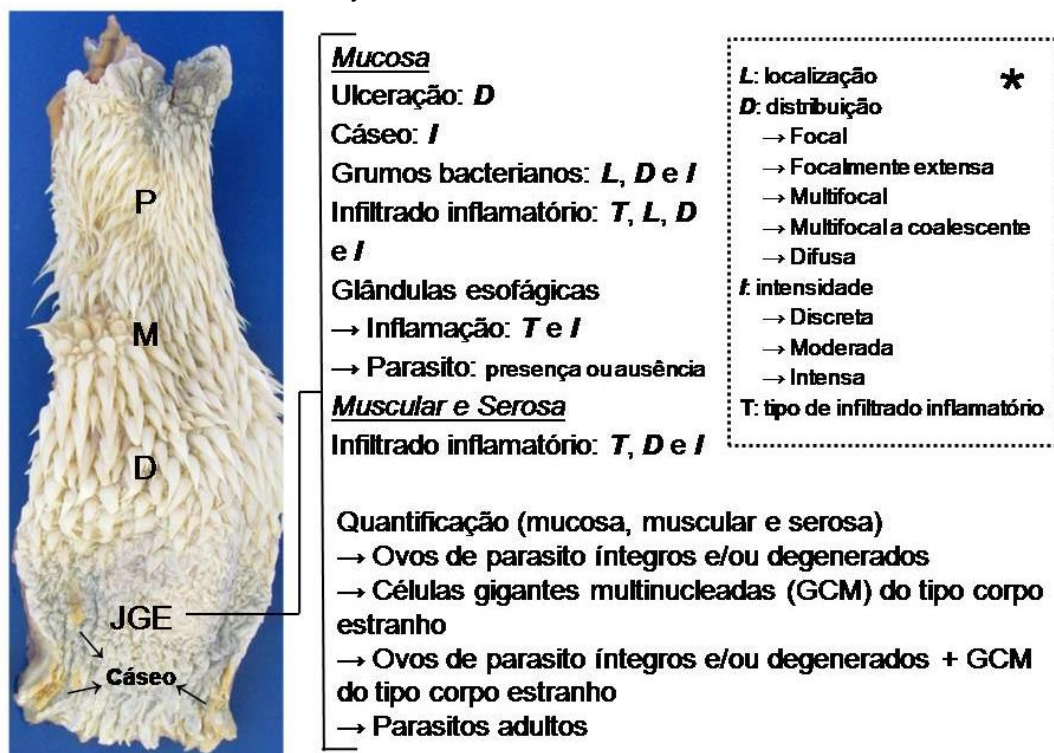 P
M
D
JGE
Cáseo
Mucosa
Ulceração: D
Cáseo: I
Grumos bacterianos: L, D e I
Infiltrado inflamatório: T, L, D
e I
Glândulas esofágicas
→ Inflamação: T e I
→ Parasito: presença ou ausência
Muscular e Serosa
Infiltrado inflamatório: T, D e I
Quantificação (mucosa, muscular e serosa)
→ Ovos de parasito íntegros e/ou degenerados
→ Células gigantes multinucleadas (GCM) do tipo corpo
estranho
→ Ovos de parasito íntegros e/ou degenerados + GCM
do tipo corpo estranho
→ Parasitos adultos
L: localização *
D: distribuição
→ Focal
→ Focalmente extensa
→ Multifocal
→ Multifocal a coalescente
→ Difusa
I: intensidade
→ Discreta
→ Moderada
→ Intensa
T: tipo de infiltrado inflamatório